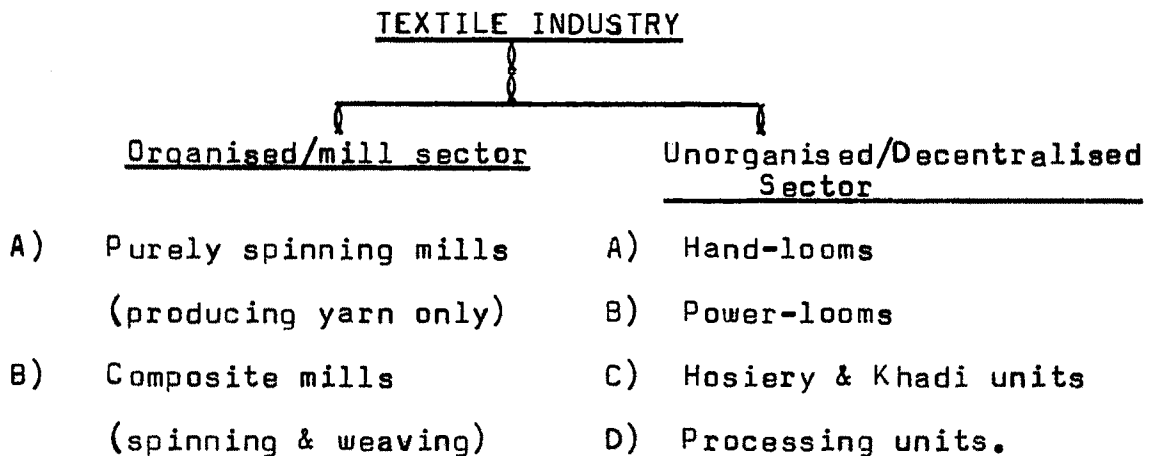 TEXTILE INDUSTRY
Organised/mill sector
Unorganised/Decentralised
Sector
A) Purely spinning mills
(producing yarn only)
B) Composite mills
(spinning & weaving)
A) Hand-looms
B) Power-looms
C) Hosiery & Khadi units
D) Processing units.